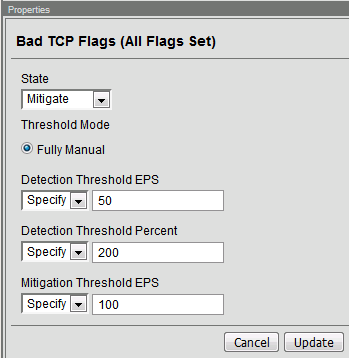 Properties
Bad TCP Flags (All Flags Set)
State
Mitigate
Threshold Mode
Fully Manual
Detection Threshold EPS
Specify 50
Detection Threshold Percent
Specify 200
Mitigation Threshold EPS
Specify 100
Cancel Update